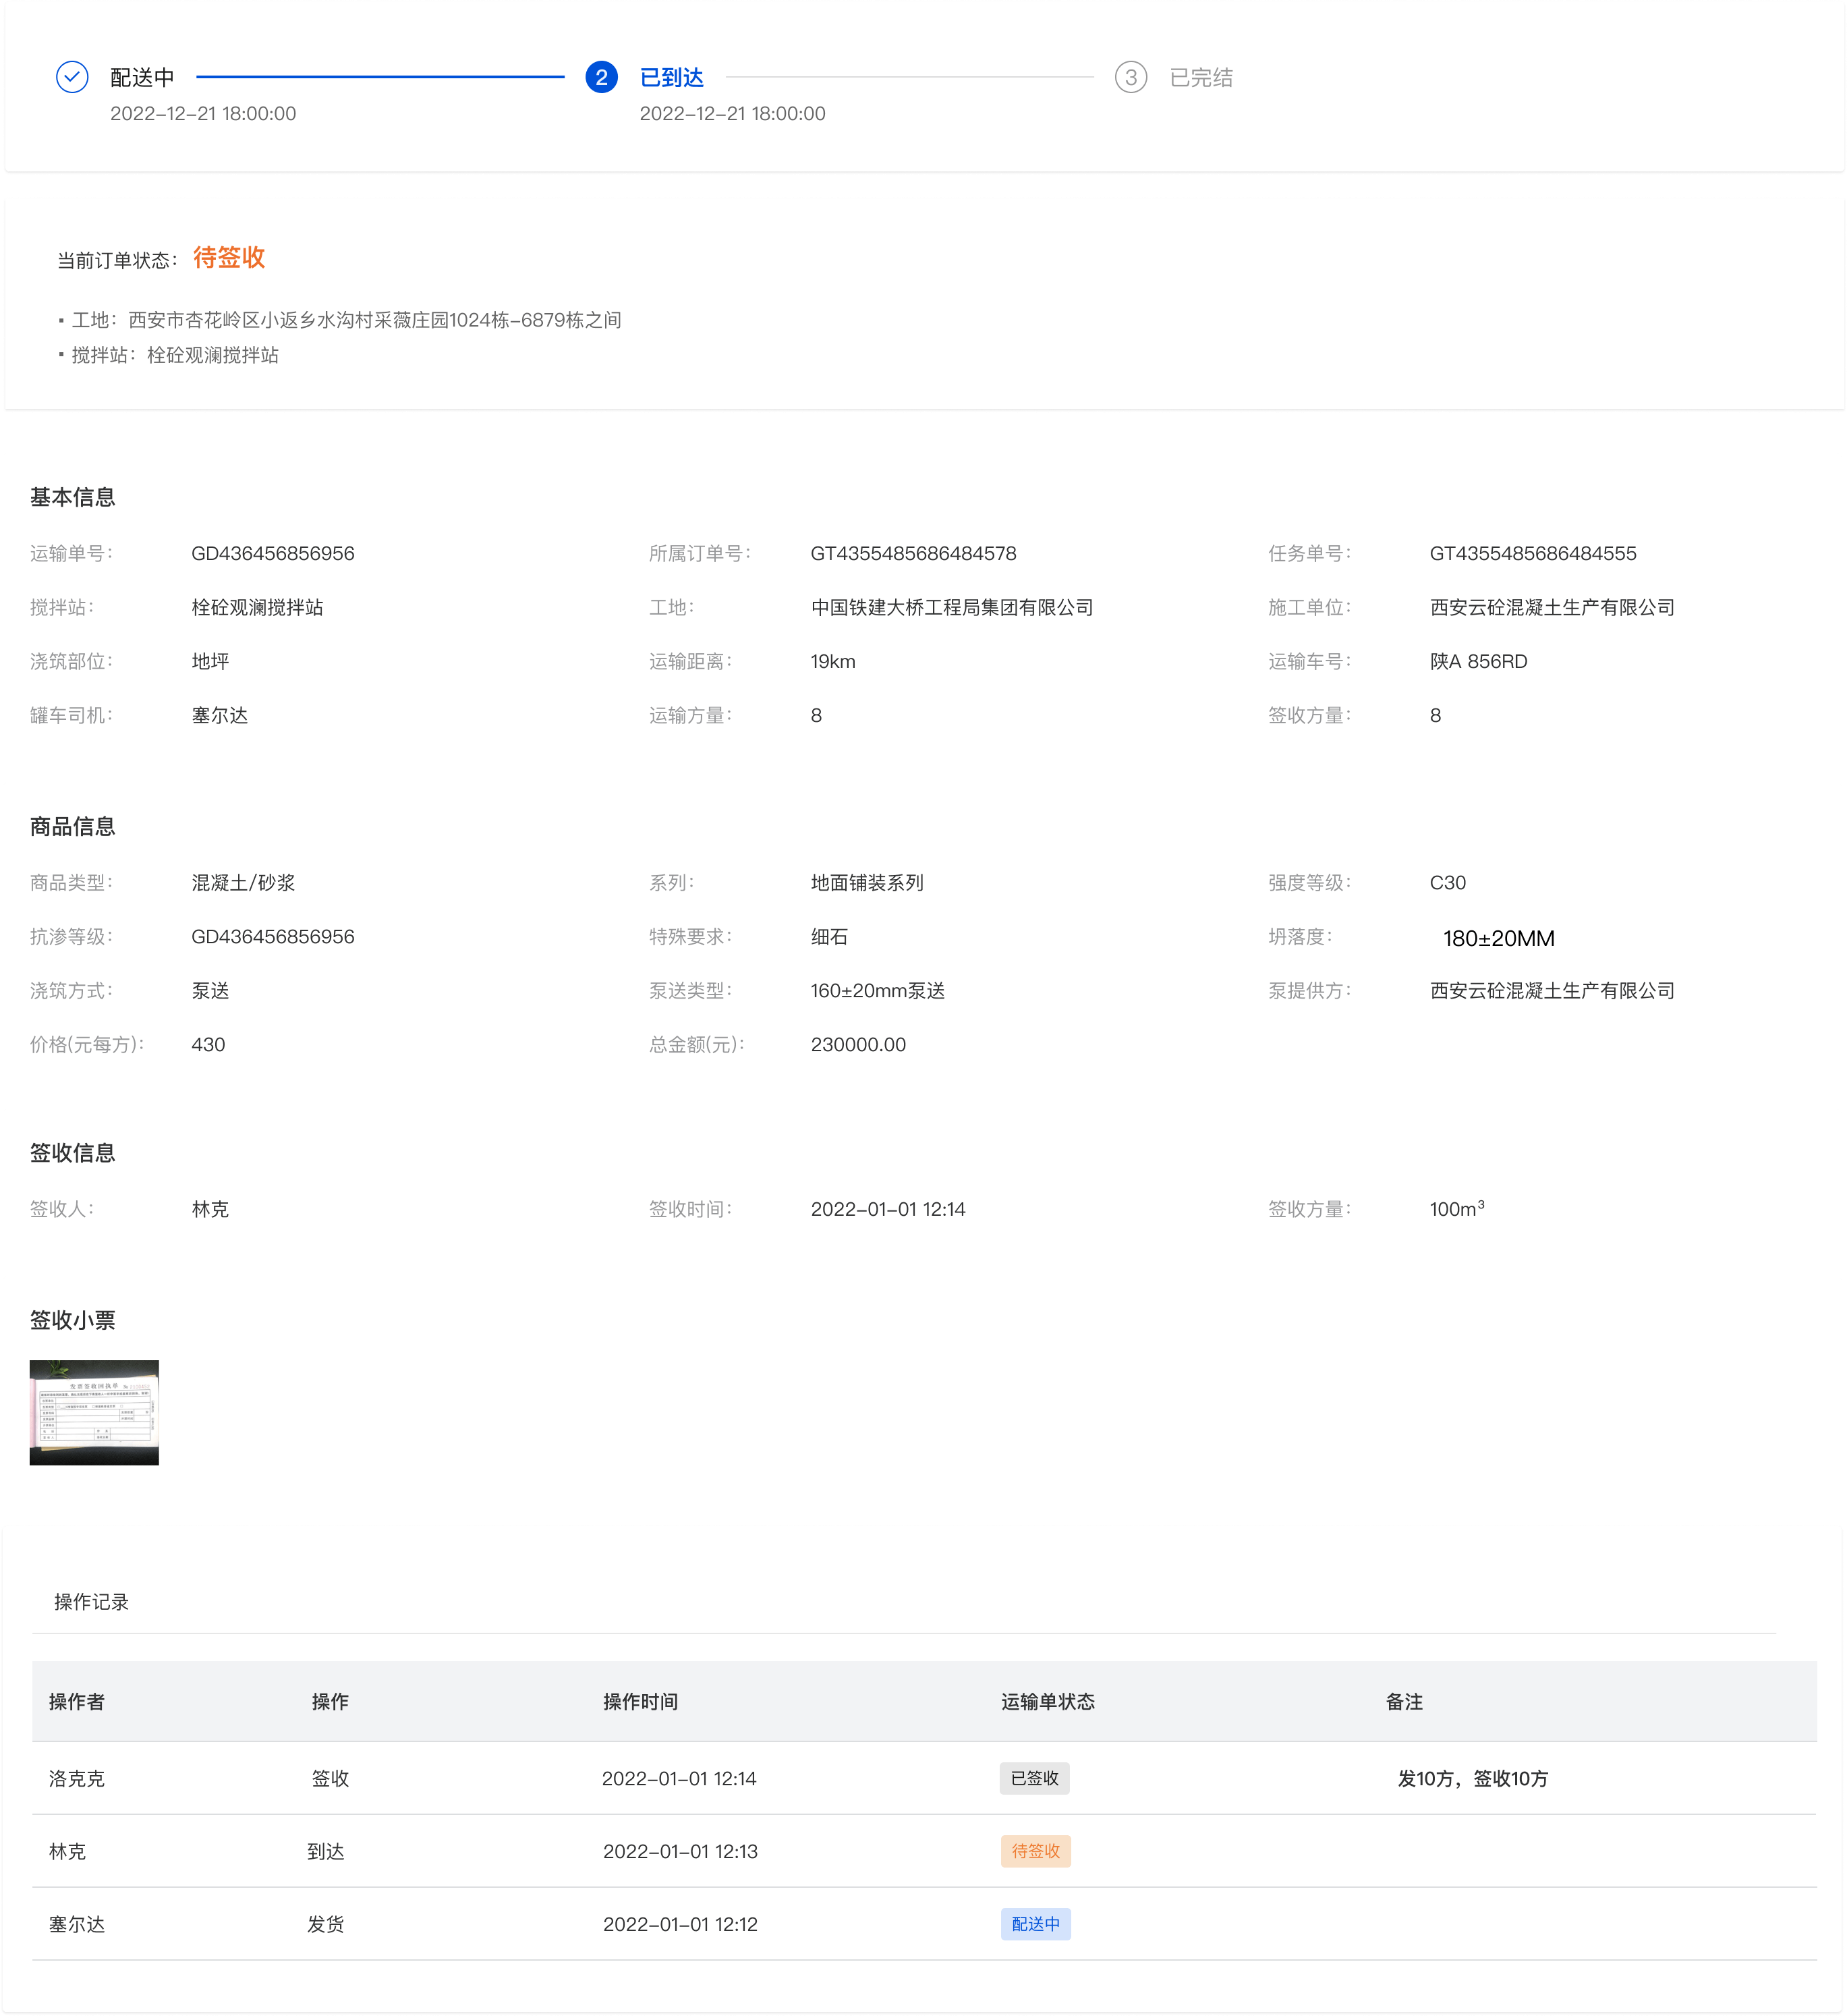 配送中 2 已到达 3 已完结
2022-12-21 18:00:00 2022-12-21 18:00:00
当前订单状态： 待签收
▪ 工地：西安市杏花岭区小返乡水沟村采薇庄园1024栋-6879栋之间
▪ 搅拌站：栓砼观澜搅拌站
基本信息
运输单号： GD436456856956 所属订单号： GT4355485686484578 任务单号： GT4355485686484555
搅拌站： 栓砼观澜搅拌站 工地： 中国铁建大桥工程局集团有限公司 施工单位： 西安云砼混凝土生产有限公司
浇筑部位： 地坪 运输距离： 19km 运输车号： 陕A 856RD
罐车司机： 塞尔达 运输方量： 8 签收方量： 8
商品信息
商品类型： 混凝土/砂浆 系列： 地面铺装系列 强度等级： C30
抗渗等级： GD436456856956 特殊要求： 细石 坍落度： 180±20MM
浇筑方式： 泵送 泵送类型： 160±20mm泵送 泵提供方： 西安云砼混凝土生产有限公司
价格(元每方)： 430 总金额(元)： 230000.00
签收信息
签收人： 林克 签收时间： 2022-01-01 12:14 签收方量： 100m³
签收小票
发票签收回执单
操作记录
操作者 操作 操作时间 运输单状态 备注
洛克克 签收 2022-01-01 12:14 已签收 发10方，签收10方
林克 到达 2022-01-01 12:13 待签收
塞尔达 发货 2022-01-01 12:12 配送中